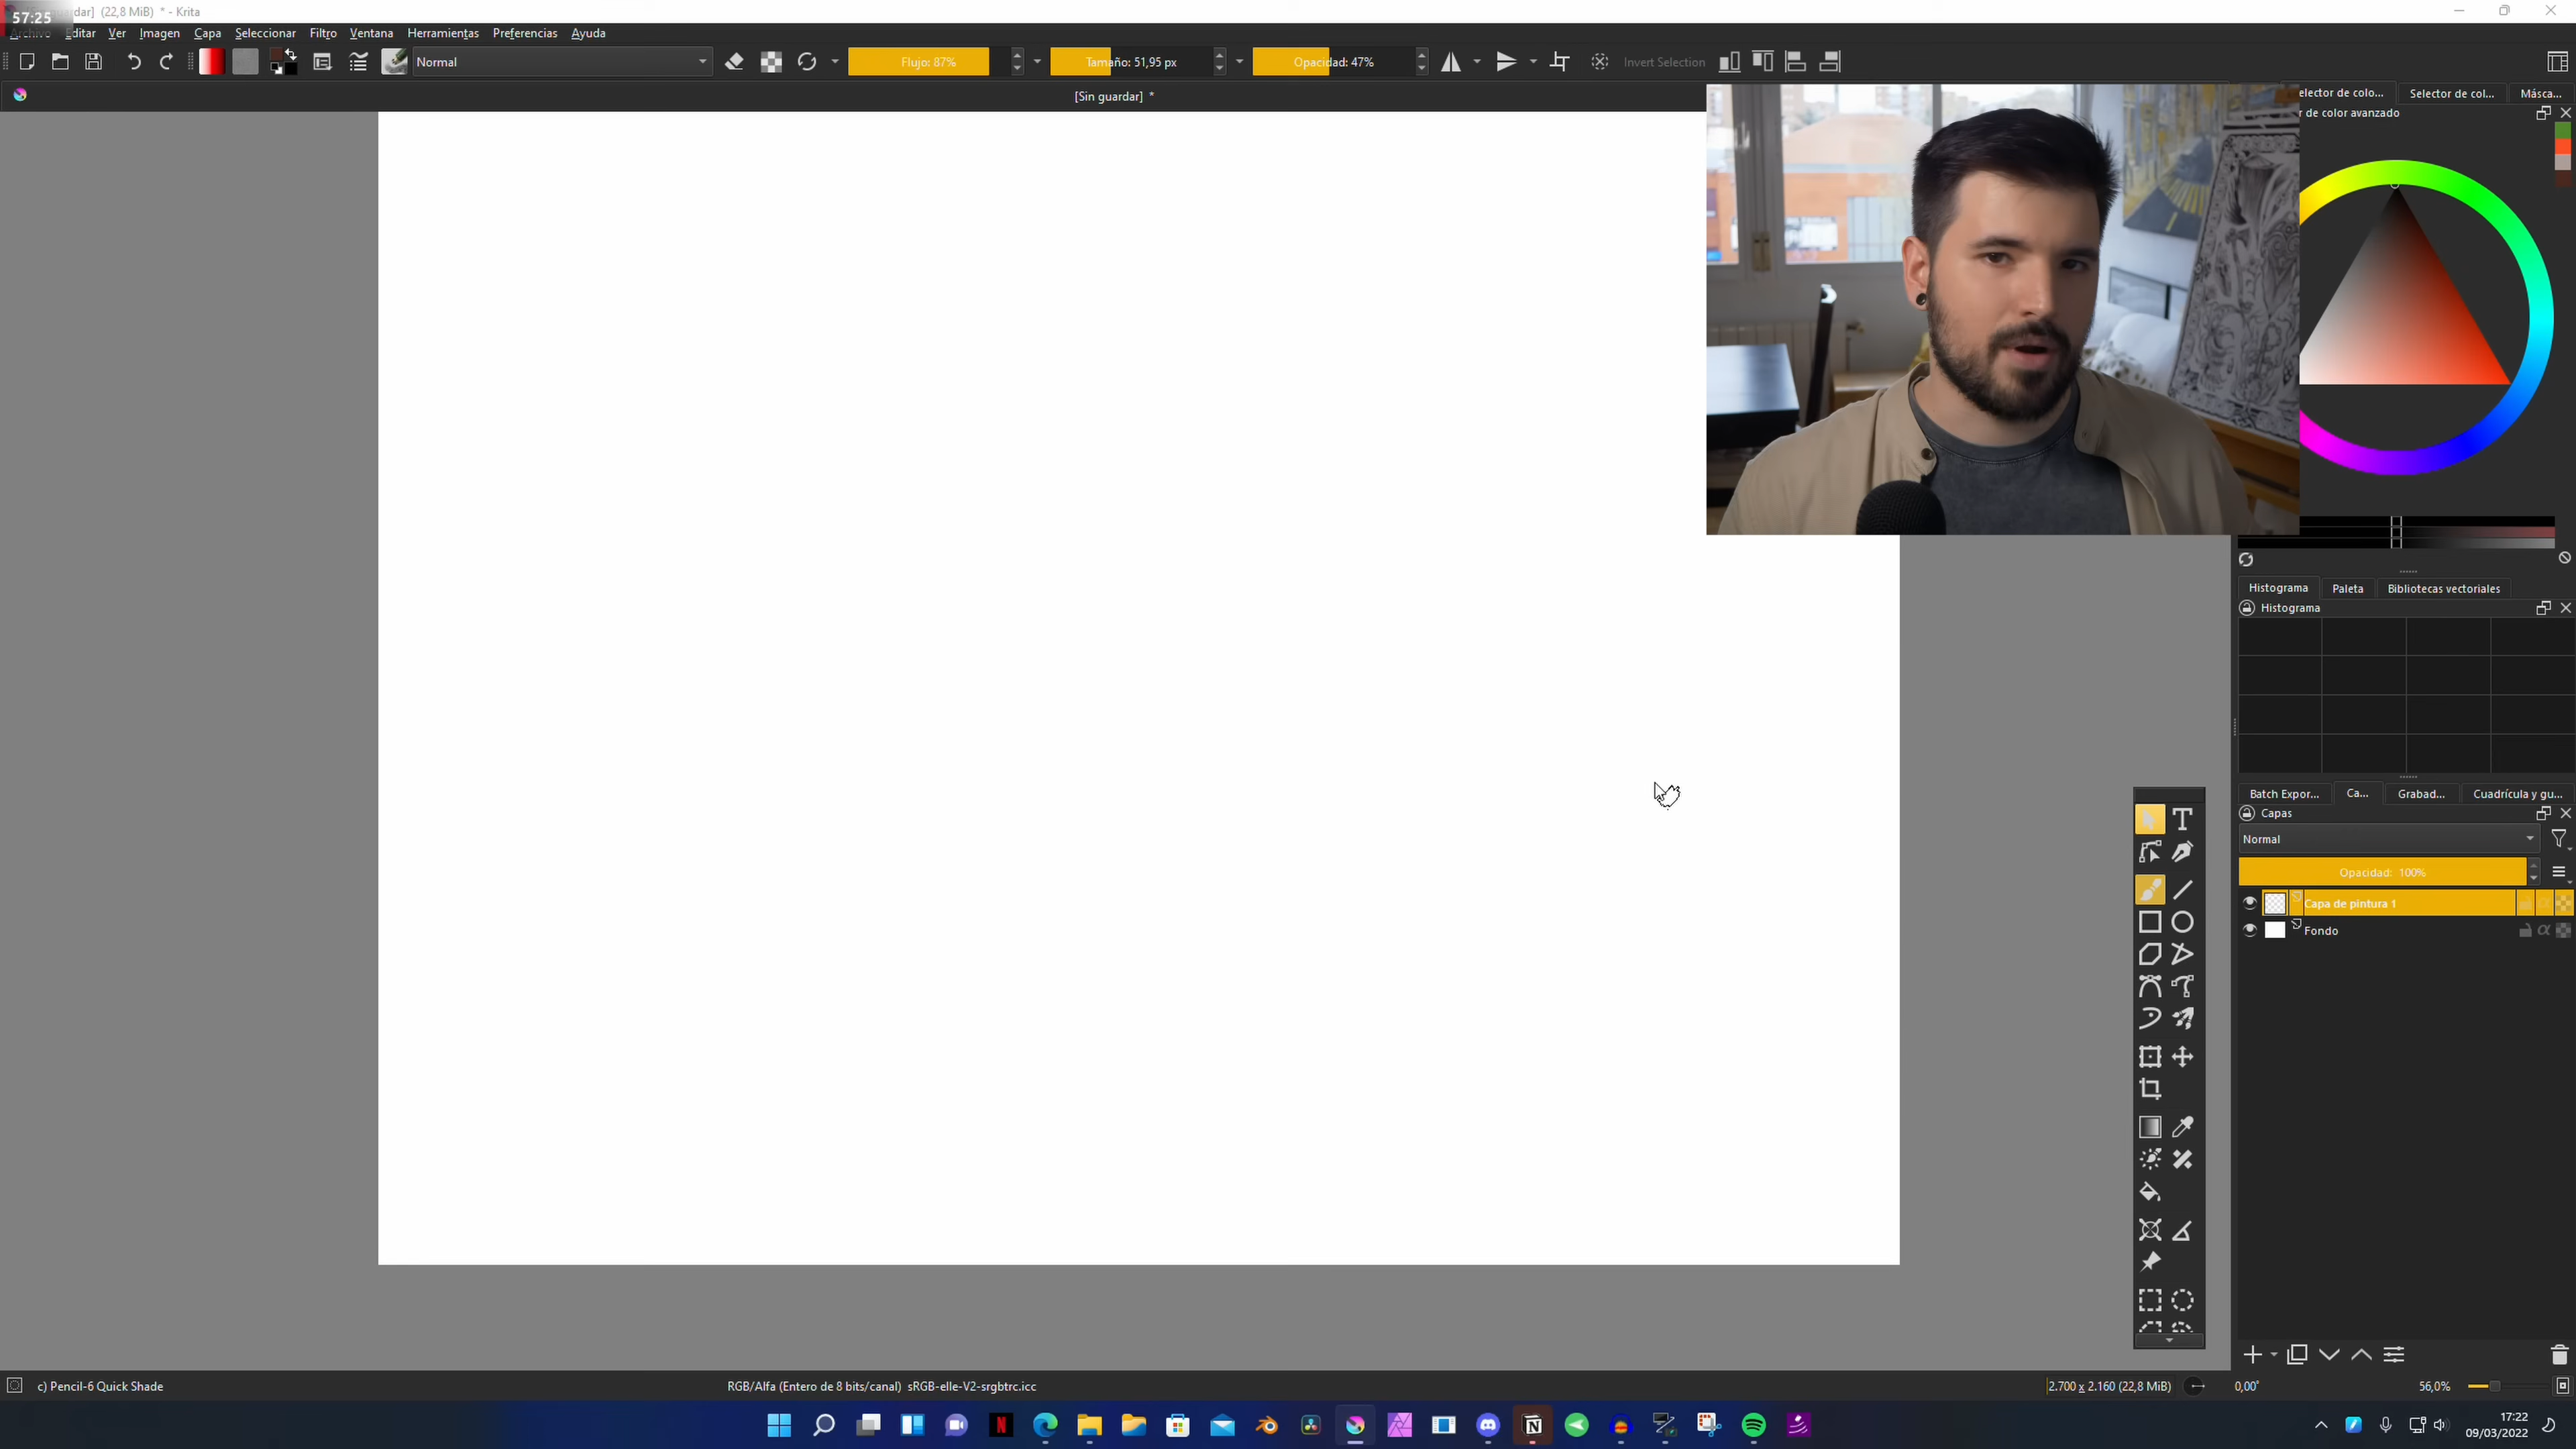 57:25
dar] (22,8 MiB) * - Krita
Archivo Editar Ver Imagen Capa Seleccionar Filtro Ventana Herramientas Preferencias Ayuda
Normal
Flujo: 87%
Tamaño: 51,95 px
Opacidad: 47%
Invert Selection
[Sin guardar] *
elector de colo...
Selector de col...
Másca...
r de color avanzado
Histograma
Paleta
Bibliotecas vectoriales
Histograma
Batch Expor...
Ca...
Grabad...
Cuadrícula y gu...
Capas
Normal
Opacidad: 100%
Capa de pintura 1
Fondo
c) Pencil-6 Quick Shade
RGB/Alfa (Entero de 8 bits/canal) sRGB-elle-V2-srgbtrc.icc
2.700 x 2.160 (22,8 MiB)
0,00°
56,0%
17:22
09/03/2022